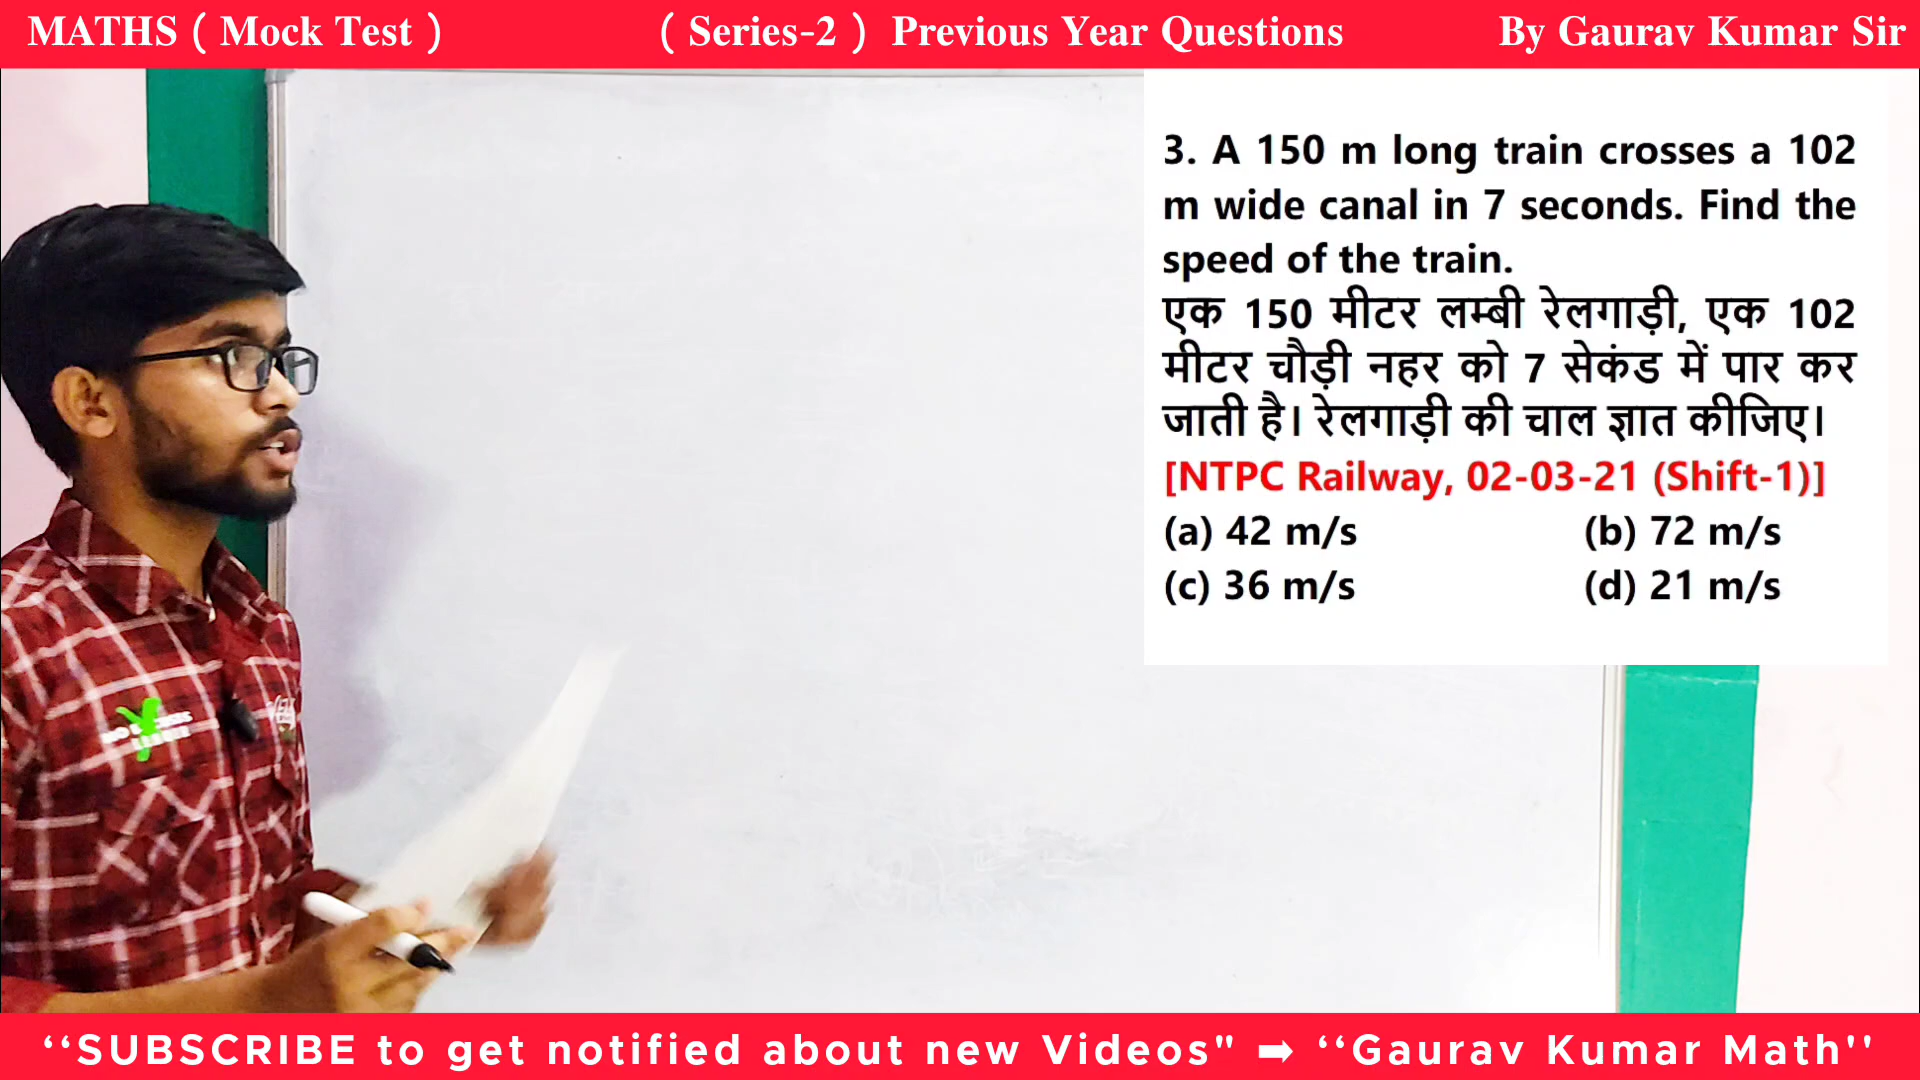 MATHS ( Mock Test )
( Series-2 ) Previous Year Questions
By Gaurav Kumar Sir
3. A 150 m long train crosses a 102
m wide canal in 7 seconds. Find the
speed of the train.
एक 150 मीटर लम्बी रेलगाड़ी, एक 102
मीटर चौड़ी नहर को 7 सेकंड में पार कर
जाती है। रेलगाड़ी की चाल ज्ञात कीजिए।
[NTPC Railway, 02-03-21 (Shift-1)]
(a) 42 m/s (b) 72 m/s
(c) 36 m/s (d) 21 m/s
‘‘SUBSCRIBE to get notified about new Videos" ➡ ‘‘Gaurav Kumar Math''